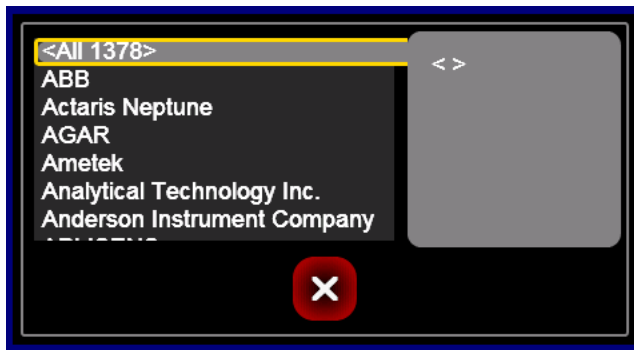 <All 1378>
< >
ABB
Actaris Neptune
AGAR
Ametek
Analytical Technology Inc.
Anderson Instrument Company